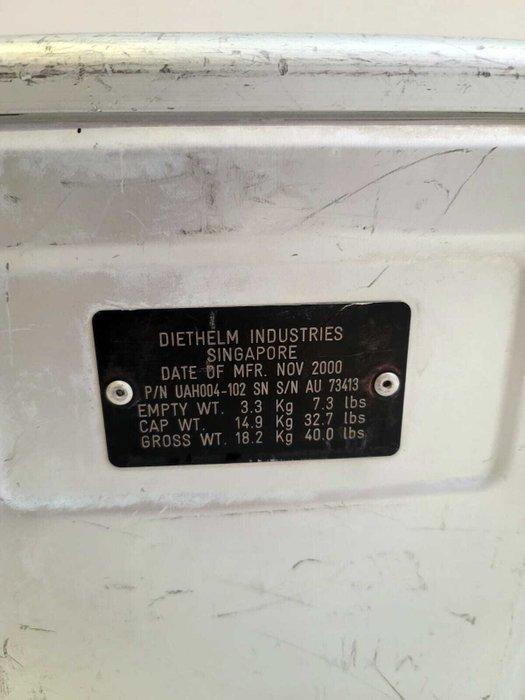 DIETHELM INDUSTRIES
SINGAPORE
DATE OF MFR. NOV 2000
P/N UAH004-102 SN S/N AU 73413
EMPTY WT. 3.3 Kg 7.3 lbs
CAP WT. 14.9 Kg 32.7 lbs
GROSS WT. 18.2 Kg 40.0 lbs